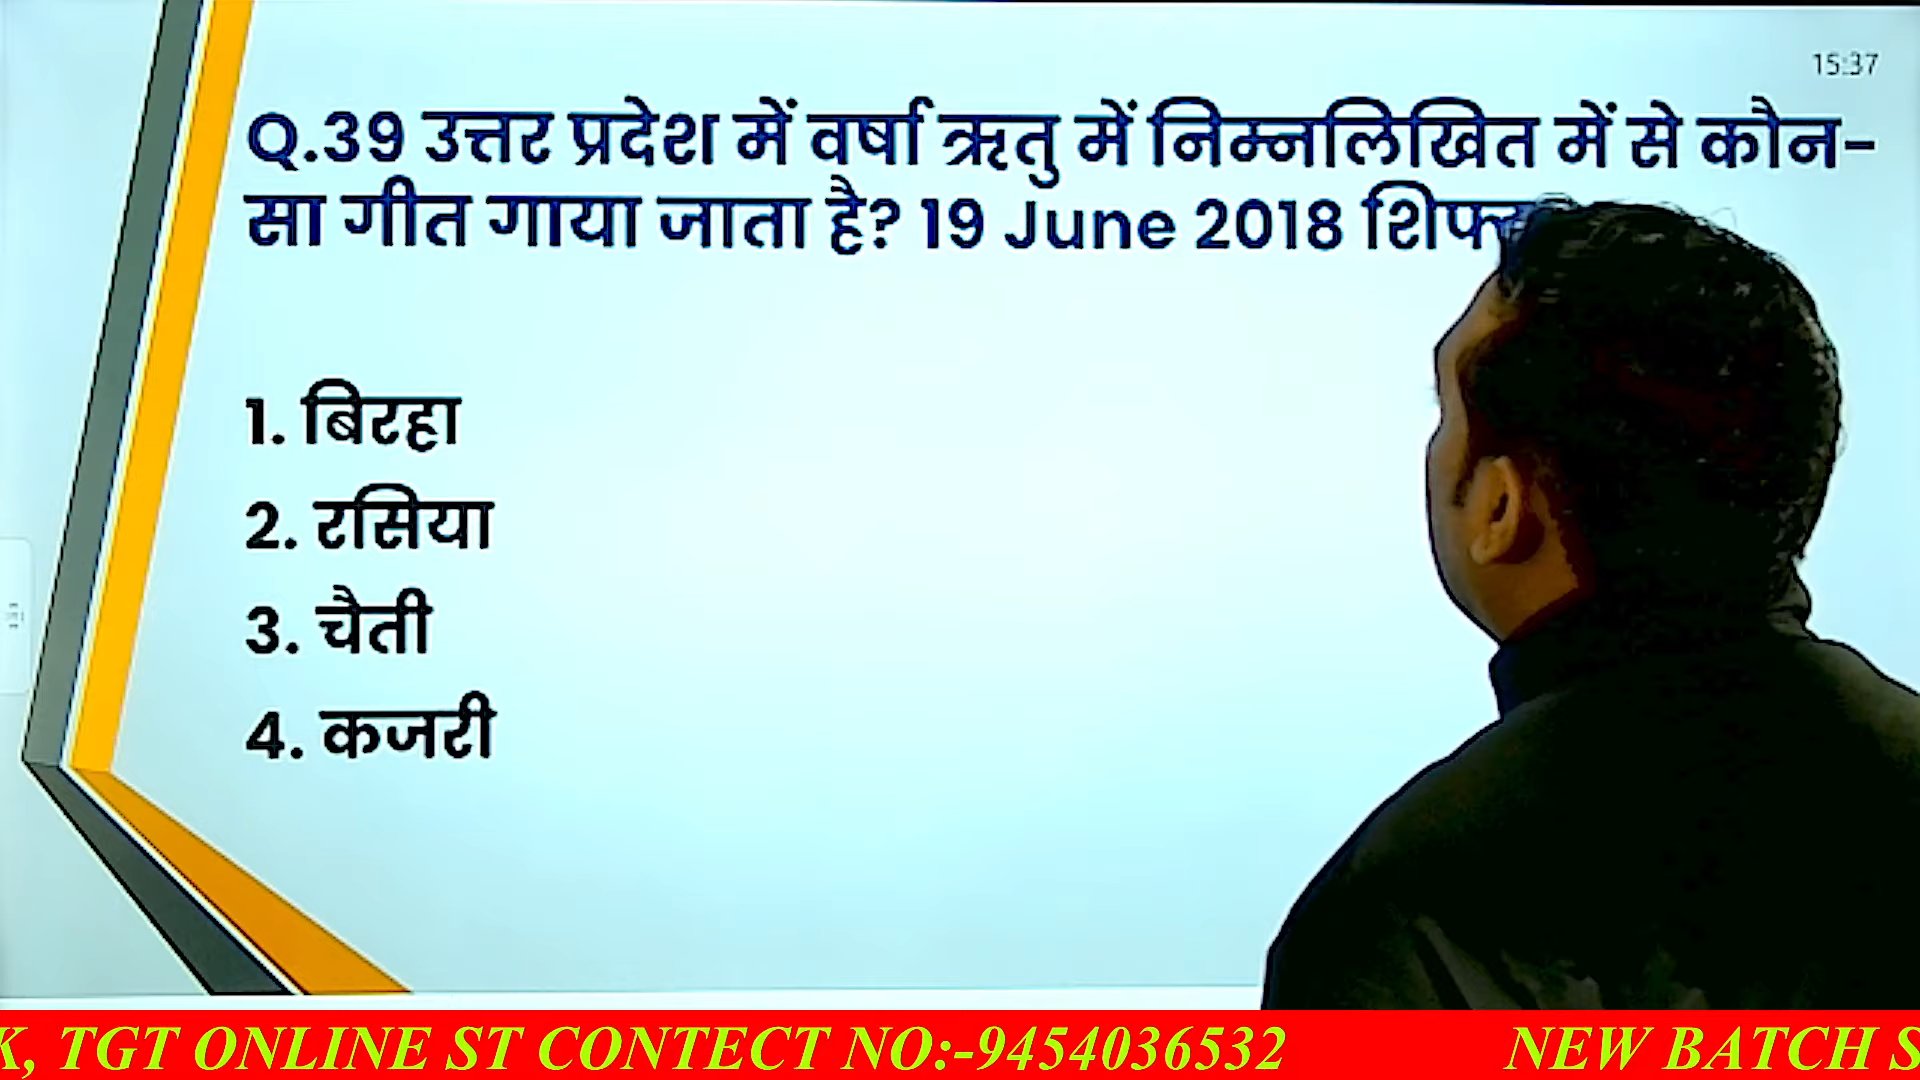 15:37
Q.39 उत्तर प्रदेश में वर्षा ऋतु में निम्नलिखित में से कौन-
सा गीत गाया जाता है? 19 June 2018
1. बिरहा
2. रसिया
3. चैती
4. कजरी
K, TGT ONLINE ST CONTECT NO:-9454036532 NEW BATCH S